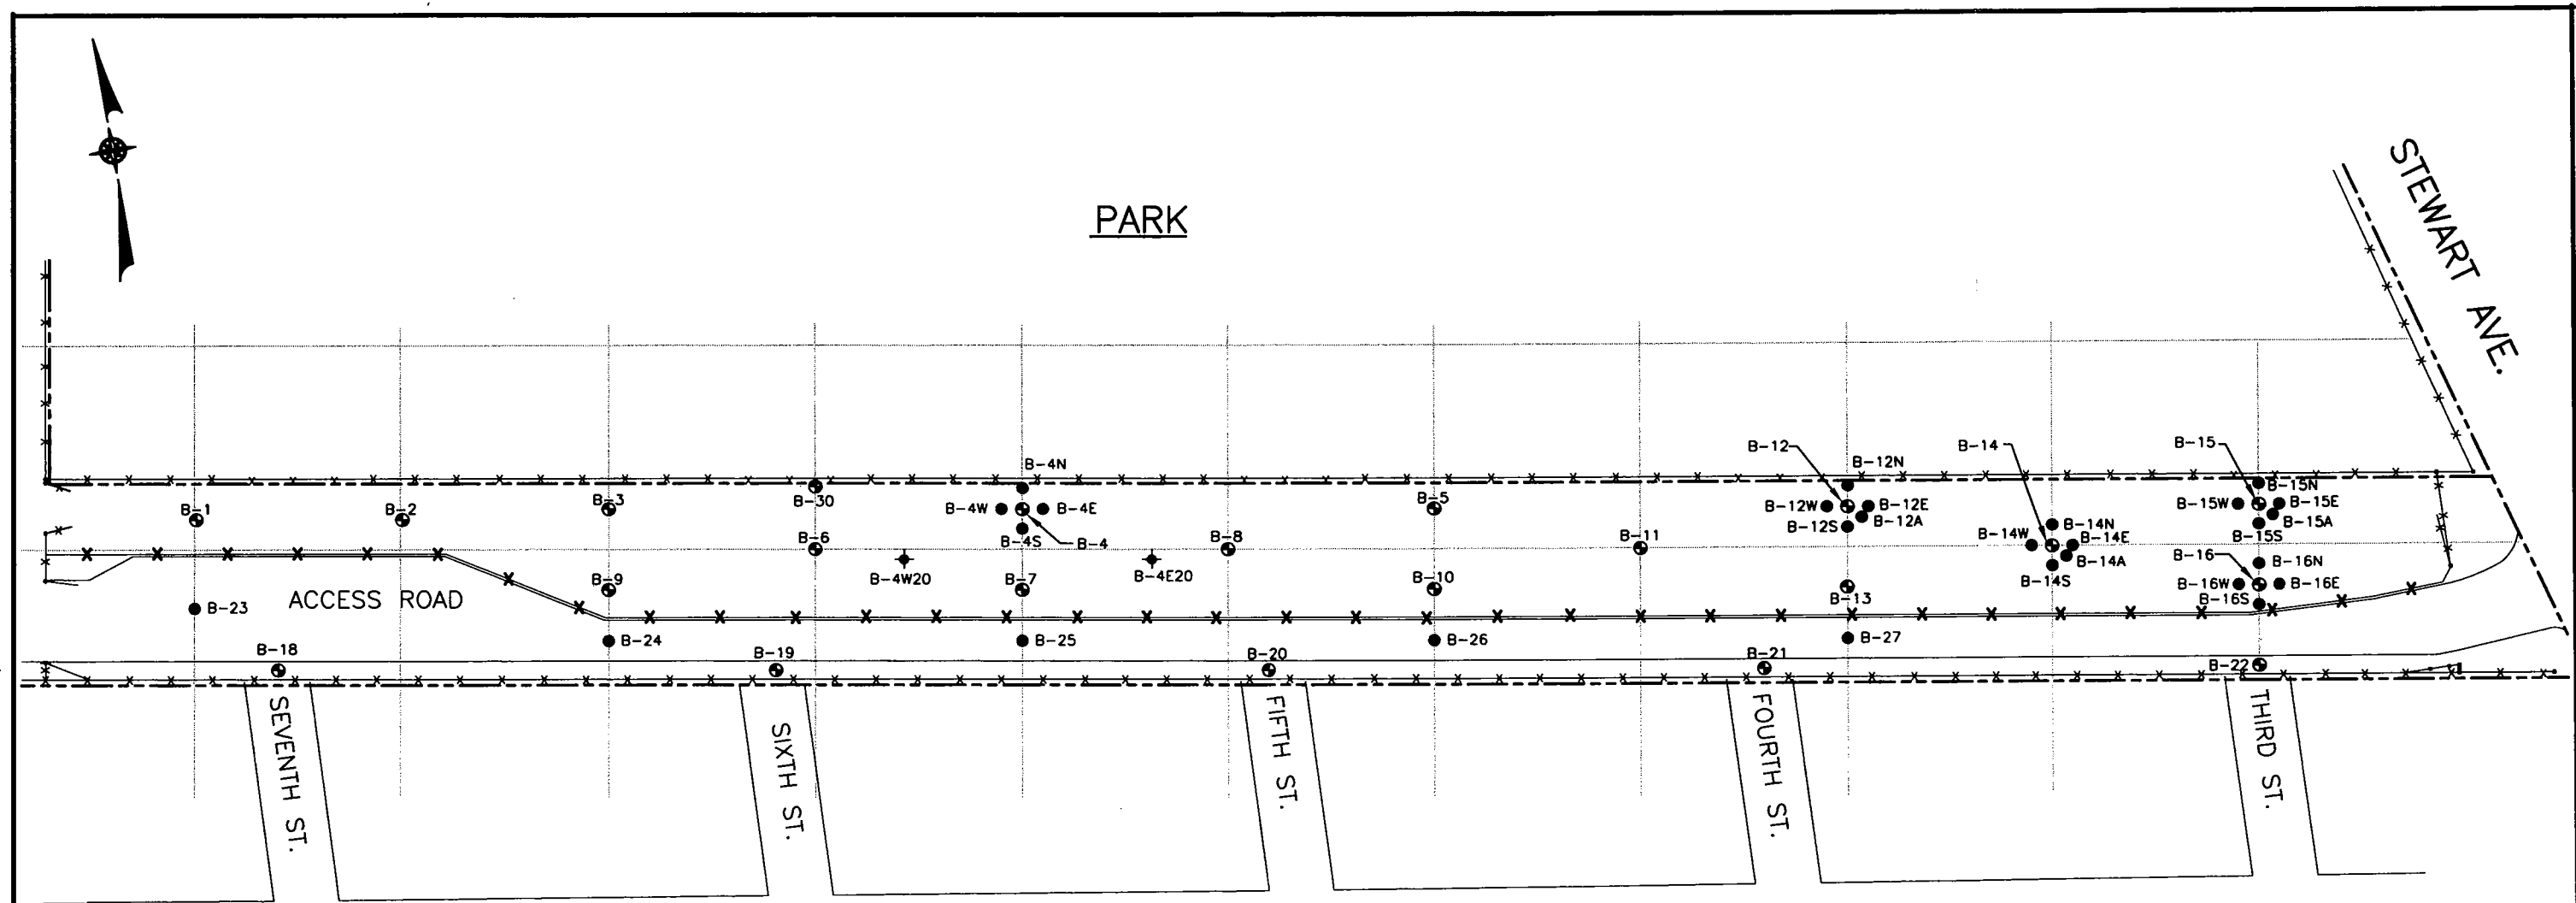 PARK
STEWART AVE.
B-12
B-14
B-15
B-4N
B-12N
B-1
B-2
B-3
B-30
B-5
B-15N
B-4W
B-4E
B-12W
B-12E
B-15W
B-15E
B-12S
B-12A
B-15A
B-4S
B-4
B-14N
B-15S
B-6
B-8
B-11
B-14W
B-14E
B-14A
B-16
B-16N
B-4W20
B-4E20
B-14S
B-9
B-7
B-10
B-13
B-16W
B-16E
B-16S
B-23
ACCESS ROAD
B-24
B-25
B-26
B-27
B-18
B-19
B-20
B-21
B-22
SEVENTH ST.
SIXTH ST.
FIFTH ST.
FOURTH ST.
THIRD ST.